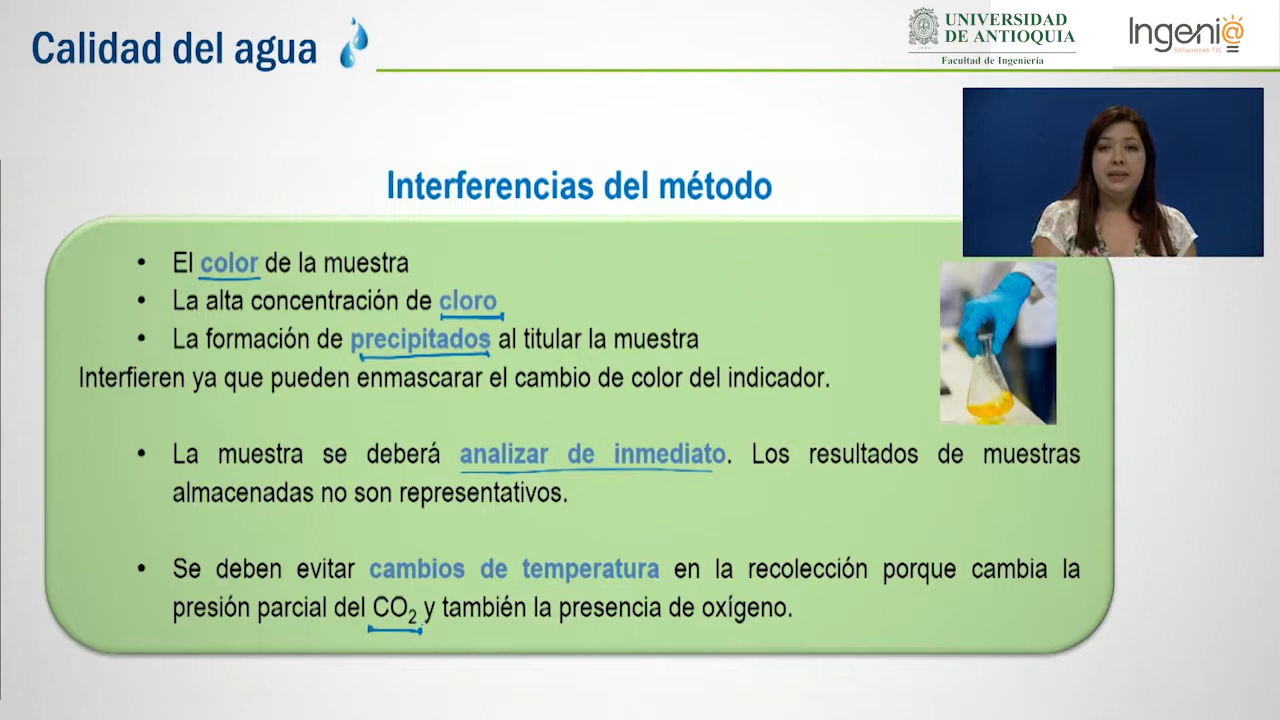 Calidad del agua
UNIVERSIDAD
DE ANTIOQUIA
Facultad de Ingeniería
Ingeni@
Soluciones TIC
Interferencias del método
• El color de la muestra
• La alta concentración de cloro
• La formación de precipitados al titular la muestra
Interfieren ya que pueden enmascarar el cambio de color del indicador.
• La muestra se deberá analizar de inmediato. Los resultados de muestras
almacenadas no son representativos.
• Se deben evitar cambios de temperatura en la recolección porque cambia la
presión parcial del CO₂ y también la presencia de oxígeno.